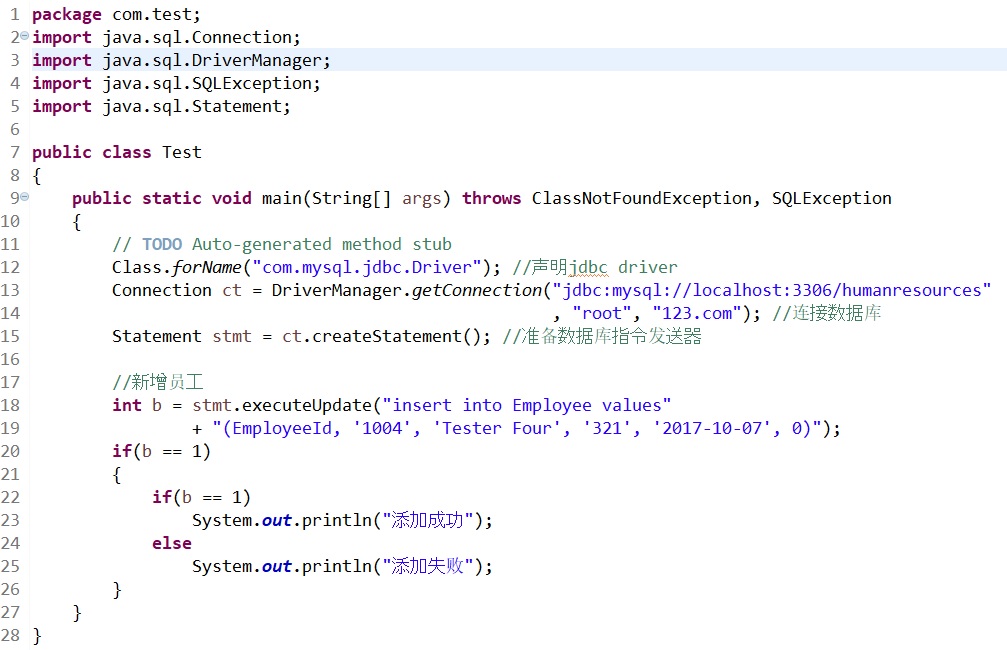 1 package com.test;
2 import java.sql.Connection;
3 import java.sql.DriverManager;
4 import java.sql.SQLException;
5 import java.sql.Statement;
6
7 public class Test
8 {
9     public static void main(String[] args) throws ClassNotFoundException, SQLException
10     {
11         // TODO Auto-generated method stub
12         Class.forName("com.mysql.jdbc.Driver"); //声明jdbc driver
13         Connection ct = DriverManager.getConnection("jdbc:mysql://localhost:3306/humanresources"
14                                                     , "root", "123.com"); //连接数据库
15         Statement stmt = ct.createStatement(); //准备数据库指令发送器
16
17         //新增员工
18         int b = stmt.executeUpdate("insert into Employee values"
19                 + "(EmployeeId, '1004', 'Tester Four', '321', '2017-10-07', 0)");
20         if(b == 1)
21         {
22             if(b == 1)
23                 System.out.println("添加成功");
24             else
25                 System.out.println("添加失败");
26         }
27     }
28 }